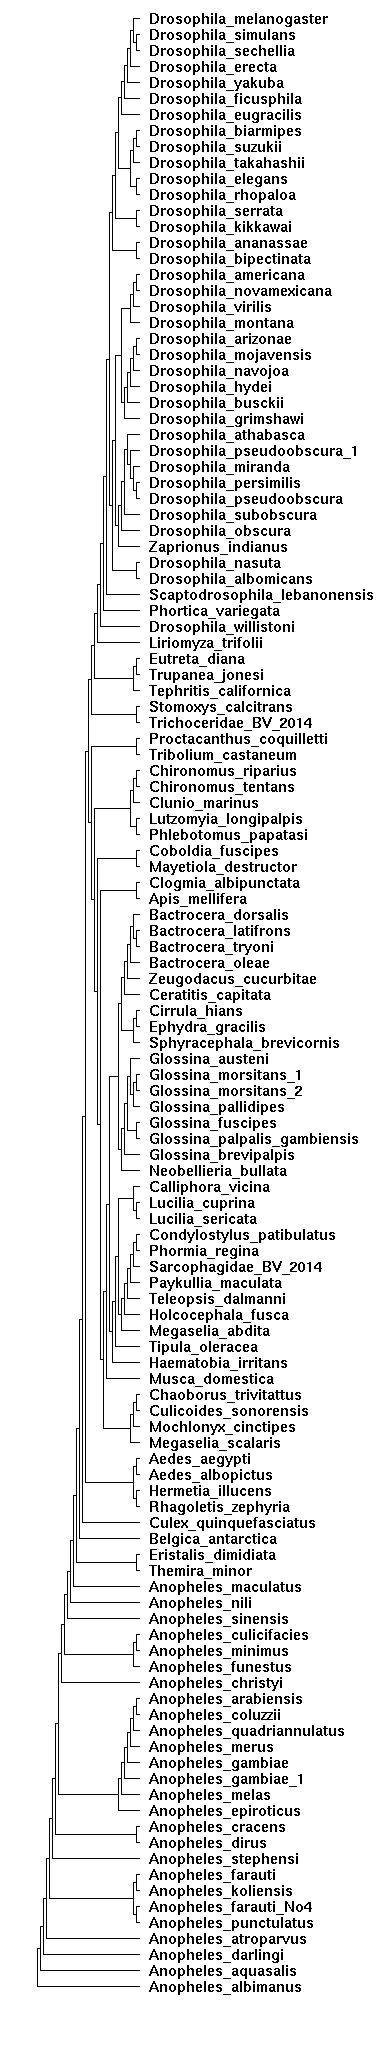 Drosophila_melanogaster
Drosophila_simulans
Drosophila_sechellia
Drosophila_erecta
Drosophila_yakuba
Drosophila_ficusphila
Drosophila_eugracilis
Drosophila_biarmipes
Drosophila_suzukii
Drosophila_takahashii
Drosophila_elegans
Drosophila_rhopaloa
Drosophila_serrata
Drosophila_kikkawai
Drosophila_ananassae
Drosophila_bipectinata
Drosophila_americana
Drosophila_novamexicana
Drosophila_virilis
Drosophila_montana
Drosophila_arizonae
Drosophila_mojavensis
Drosophila_navojoa
Drosophila_hydei
Drosophila_busckii
Drosophila_grimshawi
Drosophila_athabasca
Drosophila_pseudoobscura_1
Drosophila_miranda
Drosophila_persimilis
Drosophila_pseudoobscura
Drosophila_subobscura
Drosophila_obscura
Zaprionus_indianus
Drosophila_nasuta
Drosophila_albomicans
Scaptodrosophila_lebanonensis
Phortica_variegata
Drosophila_willistoni
Liriomyza_trifolii
Eutreta_diana
Trupanea_jonesi
Tephritis_californica
Stomoxys_calcitrans
Trichoceridae_BV_2014
Proctacanthus_coquilletti
Tribolium_castaneum
Chironomus_riparius
Chironomus_tentans
Clunio_marinus
Lutzomyia_longipalpis
Phlebotomus_papatasi
Coboldia_fuscipes
Mayetiola_destructor
Clogmia_albipunctata
Apis_mellifera
Bactrocera_dorsalis
Bactrocera_latifrons
Bactrocera_tryoni
Bactrocera_oleae
Zeugodacus_cucurbitae
Ceratitis_capitata
Cirrula_hians
Ephydra_gracilis
Sphyracephala_brevicornis
Glossina_austeni
Glossina_morsitans_1
Glossina_morsitans_2
Glossina_pallidipes
Glossina_fuscipes
Glossina_palpalis_gambiensis
Glossina_brevipalpis
Neobellieria_bullata
Calliphora_vicina
Lucilia_cuprina
Lucilia_sericata
Condylostylus_patibulatus
Phormia_regina
Sarcophagidae_BV_2014
Paykullia_maculata
Teleopsis_dalmanni
Holcocephala_fusca
Megaselia_abdita
Tipula_oleracea
Haematobia_irritans
Musca_domestica
Chaoborus_trivitattus
Culicoides_sonorensis
Mochlonyx_cinctipes
Megaselia_scalaris
Aedes_aegypti
Aedes_albopictus
Hermetia_illucens
Rhagoletis_zephyria
Culex_quinquefasciatus
Belgica_antarctica
Eristalis_dimidiata
Themira_minor
Anopheles_maculatus
Anopheles_nili
Anopheles_sinensis
Anopheles_culicifacies
Anopheles_minimus
Anopheles_funestus
Anopheles_christyi
Anopheles_arabiensis
Anopheles_coluzzii
Anopheles_quadriannulatus
Anopheles_merus
Anopheles_gambiae
Anopheles_gambiae_1
Anopheles_melas
Anopheles_epiroticus
Anopheles_cracens
Anopheles_dirus
Anopheles_stephensi
Anopheles_farauti
Anopheles_koliensis
Anopheles_farauti_No4
Anopheles_punctulatus
Anopheles_atroparvus
Anopheles_darlingi
Anopheles_aquasalis
Anopheles_albimanus